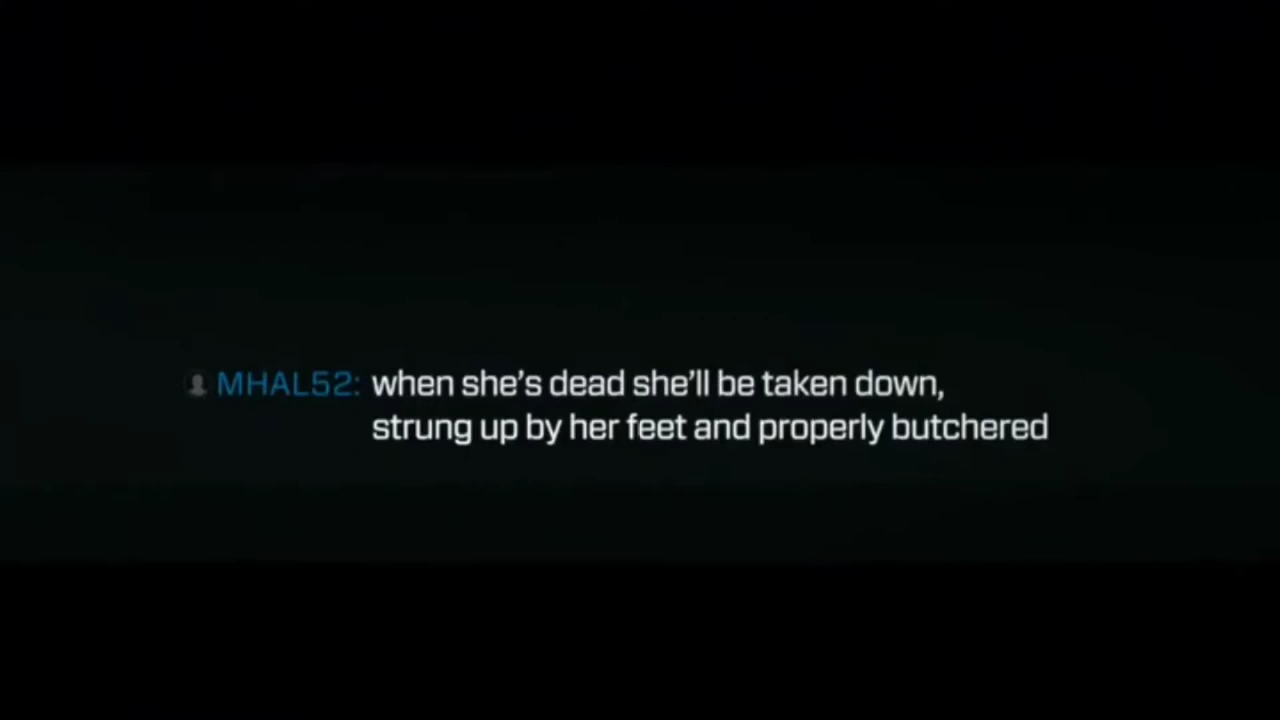 MHAL52: when she's dead she'll be taken down,
strung up by her feet and properly butchered